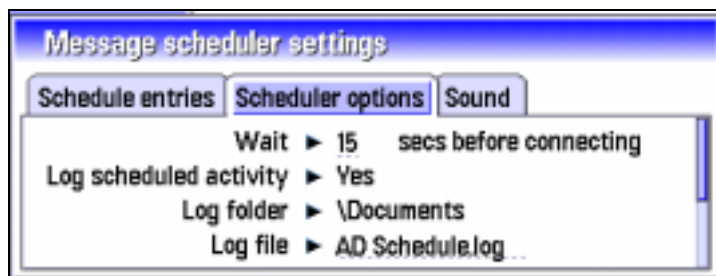 Message scheduler settings
Schedule entries Scheduler options Sound
Wait ► 15 secs before connecting
Log scheduled activity ► Yes
Log folder ► \Documents
Log file ► AD Schedule.log